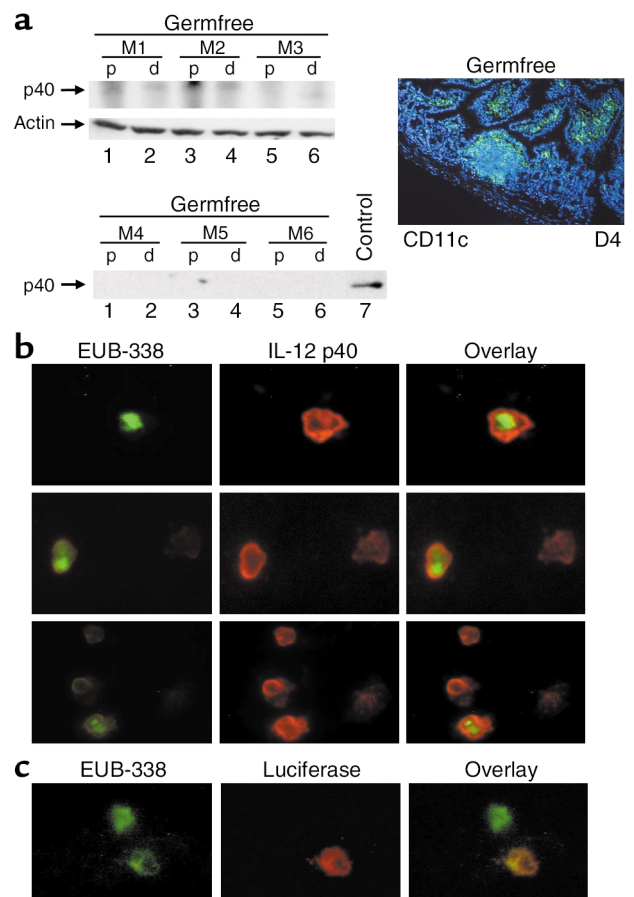 a
Germfree
M1 M2 M3
p d p d p d
p40
Actin
1 2 3 4 5 6
Germfree
M4 M5 M6
p d p d p d
Control
p40
1 2 3 4 5 6 7
Germfree
CD11c D4
b
EUB-338 IL-12 p40 Overlay
c
EUB-338 Luciferase Overlay